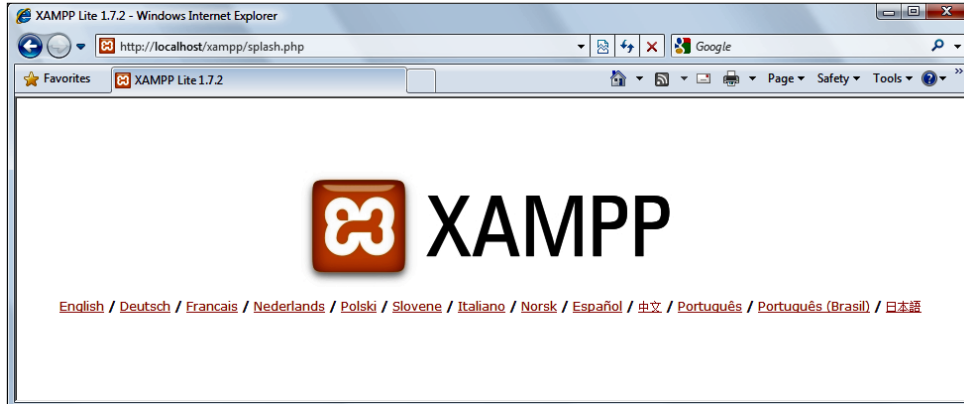 XAMPP Lite 1.7.2 - Windows Internet Explorer
http://localhost/xampp/splash.php Google
Favorites XAMPP Lite 1.7.2 Page Safety Tools
XAMPP
English / Deutsch / Francais / Nederlands / Polski / Slovene / Italiano / Norsk / Español / 中文 / Português / Português (Brasil) / 日本語